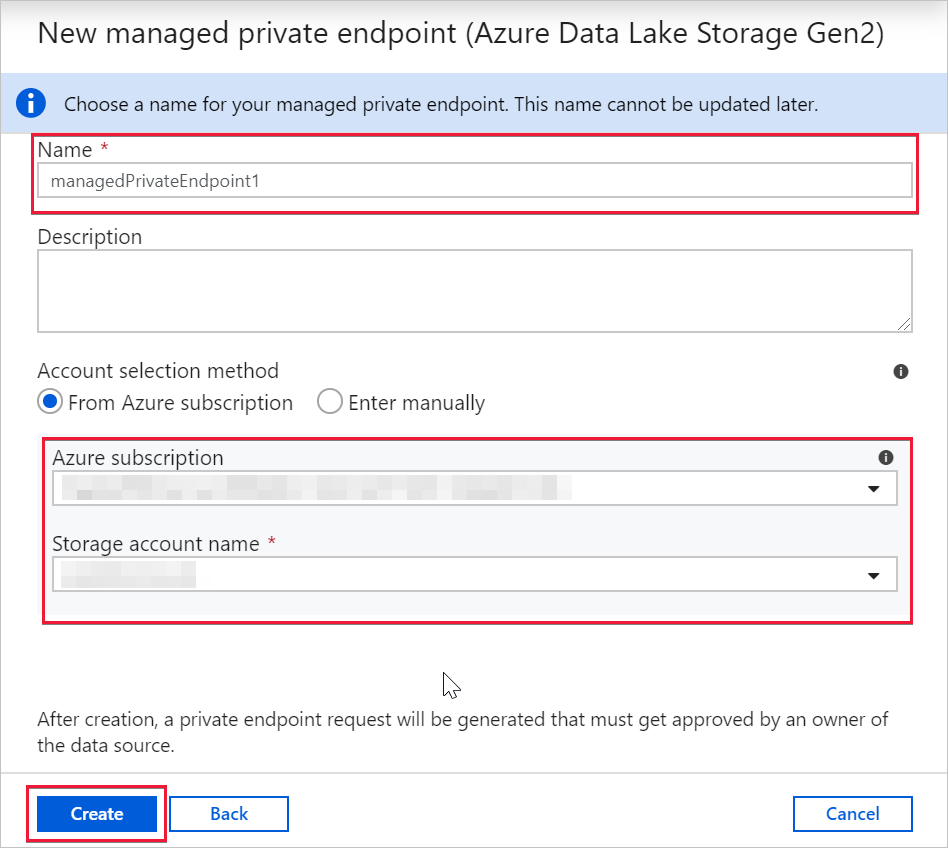 New managed private endpoint (Azure Data Lake Storage Gen2)
Choose a name for your managed private endpoint. This name cannot be updated later.
Name *
managedPrivateEndpoint1
Description
Account selection method
From Azure subscription Enter manually
Azure subscription
Storage account name *
After creation, a private endpoint request will be generated that must get approved by an owner of
the data source.
Create Back Cancel